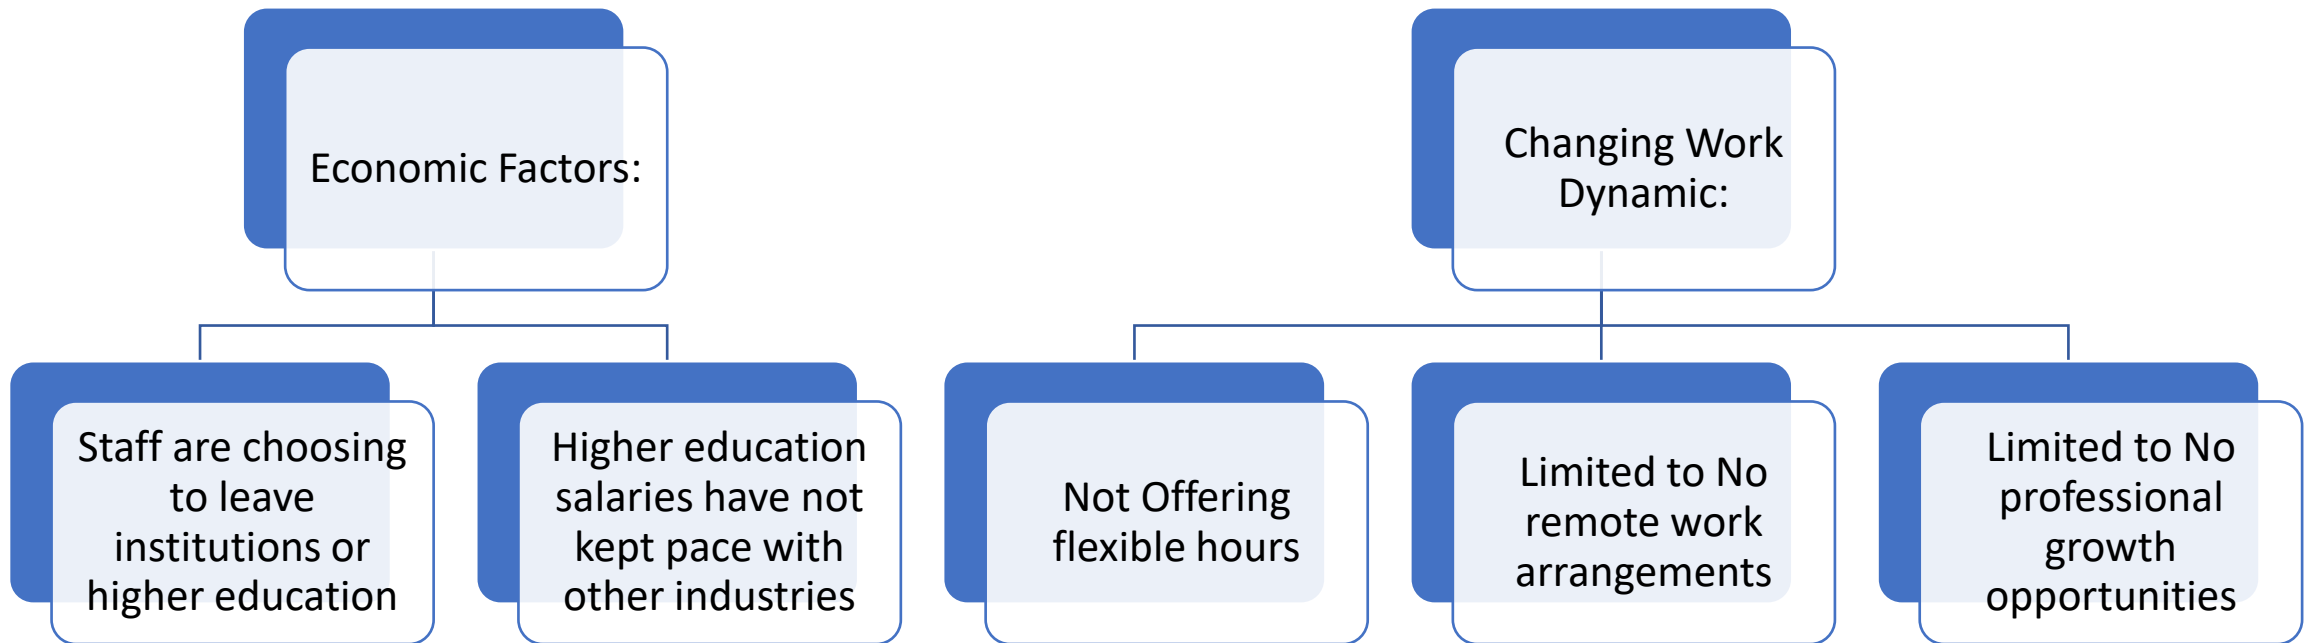 Economic Factors:
Changing Work
Dynamic:
Staff are choosing
to leave
institutions or
higher education
Higher education
salaries have not
kept pace with
other industries
Not Offering
flexible hours
Limited to No
remote work
arrangements
Limited to No
professional
growth
opportunities